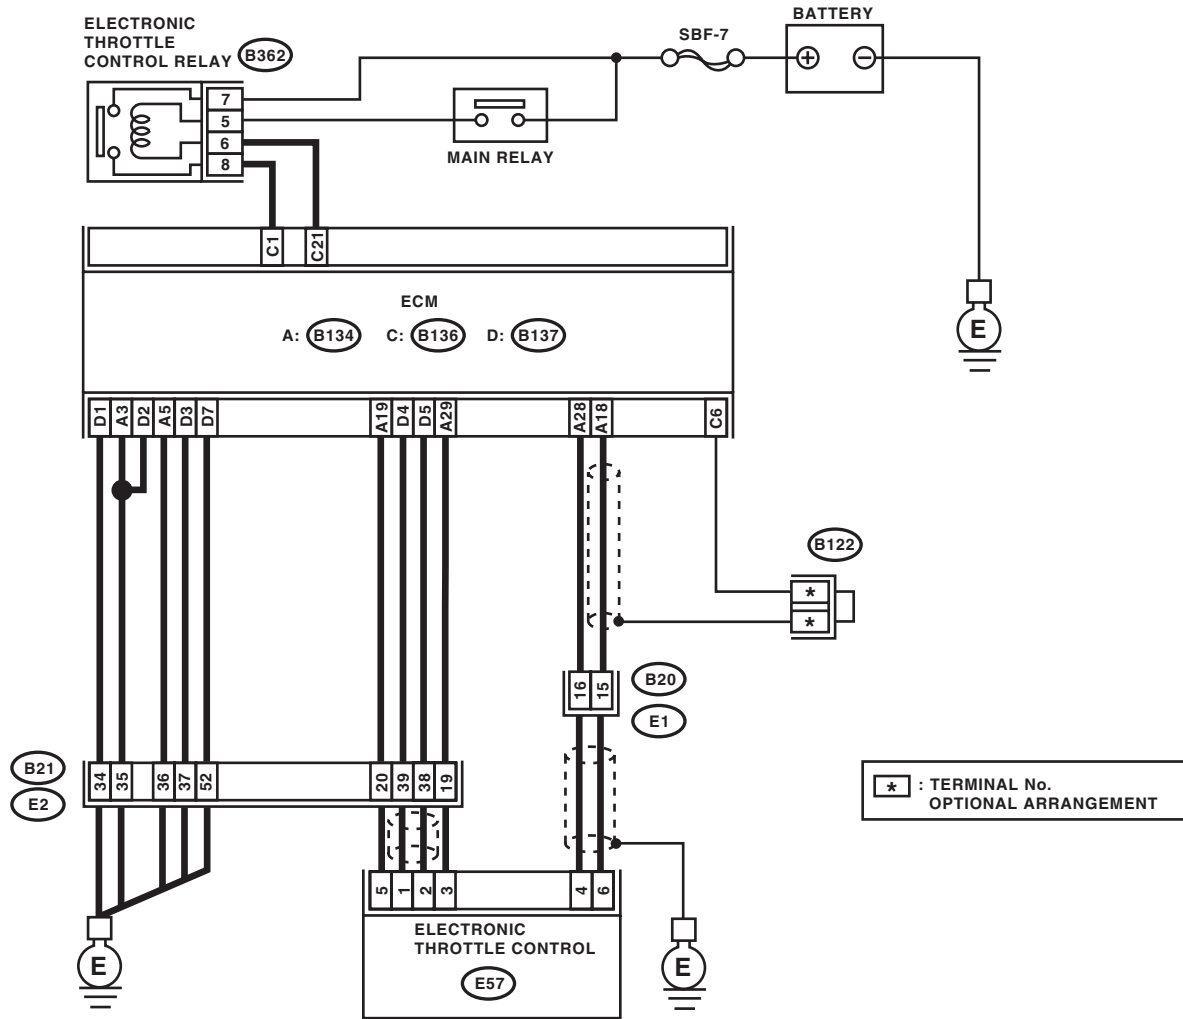 ELECTRONIC
THROTTLE
CONTROL RELAY B362
BATTERY
SBF-7
+ −
7
5
6
8
MAIN RELAY
C1 C21
ECM
A: B134 C: B136 D: B137
E
D1 A3 D2 A5 D3 D7 A19 D4 D5 A29 A28 A18 C6
B122
*
*
16 15
B20
E1
B21
E2
34 35 36 37 52 20 39 38 19
* : TERMINAL No.
OPTIONAL ARRANGEMENT
5 1 2 3 4 6
ELECTRONIC
THROTTLE CONTROL
E57
E
E